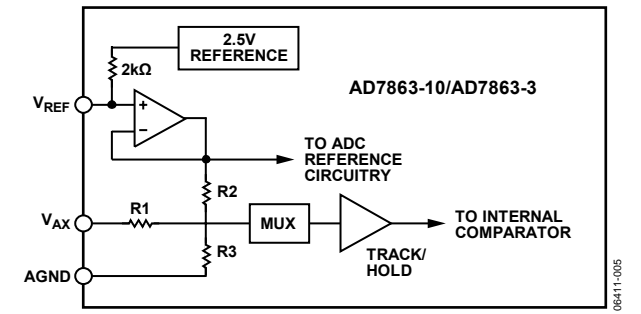 2.5V
REFERENCE
2kΩ
AD7863-10/AD7863-3
VREF
+
–
TO ADC
REFERENCE
CIRCUITRY
R2
R1
VAX
MUX
TO INTERNAL
COMPARATOR
R3
TRACK/
HOLD
AGND
06411-005